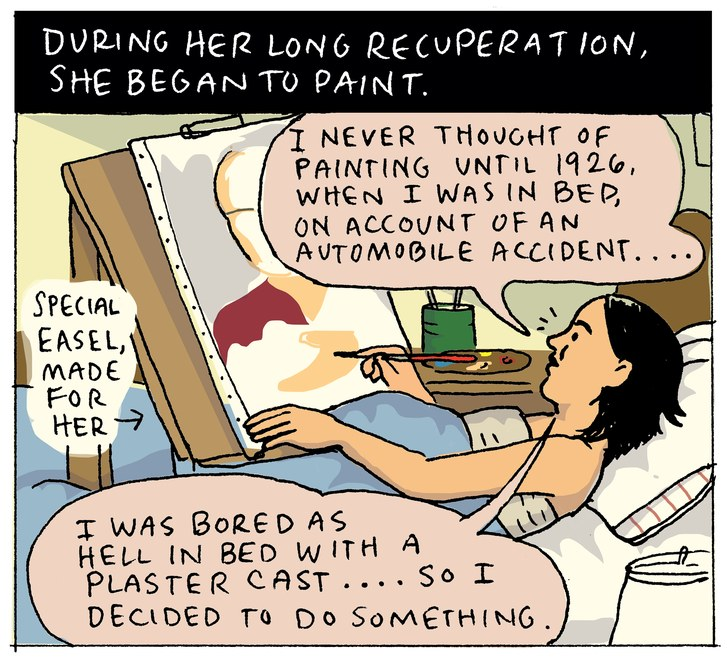 DURING HER LONG RECUPERATION,
SHE BEGAN TO PAINT.
I NEVER THOUGHT OF
PAINTING UNTIL 1926,
WHEN I WAS IN BED,
ON ACCOUNT OF AN
AUTOMOBILE ACCIDENT....
SPECIAL
EASEL,
MADE
FOR
HER →
I WAS BORED AS
HELL IN BED WITH A
PLASTER CAST.... SO I
DECIDED TO DO SOMETHING.